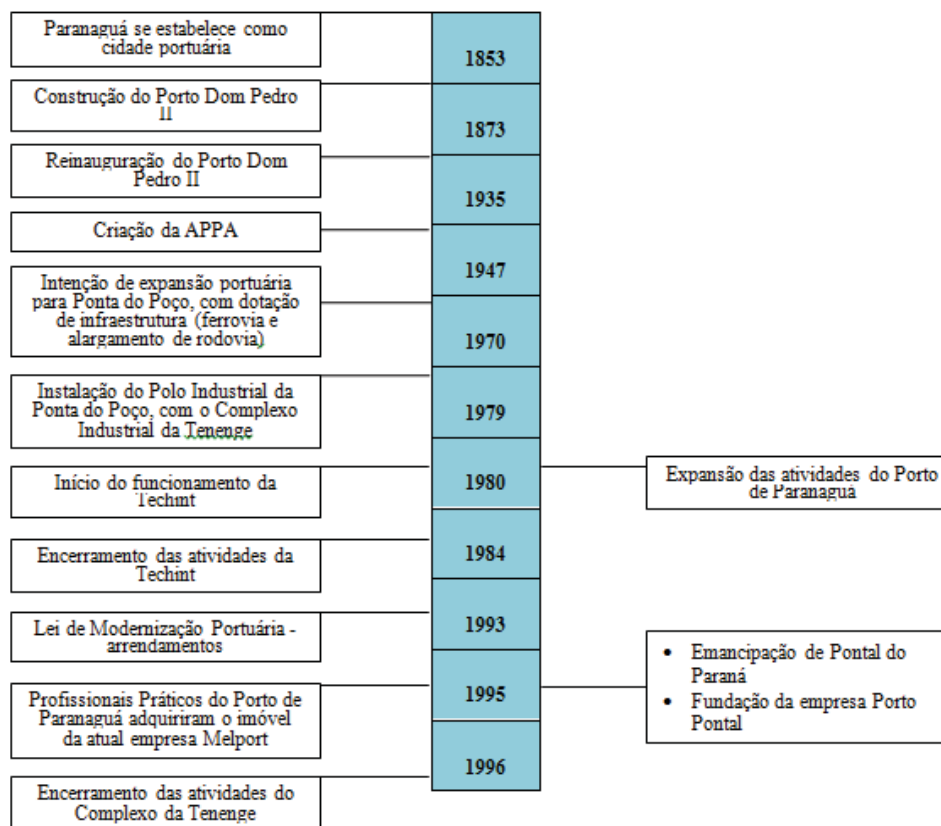 Paranaguá se estabelece como
cidade portuária
1853
Construção do Porto Dom Pedro
II
1873
Reinauguração do Porto Dom
Pedro II
1935
Criação da APPA
1947
Intenção de expansão portuária
para Ponta do Poço, com dotação
de infraestrutura (ferrovia e
alargamento de rodovia)
1970
Instalação do Polo Industrial da
Ponta do Poço, com o Complexo
Industrial da Tenenge
1979
Início do funcionamento da
Techint
1980
Expansão das atividades do Porto
de Paranaguá
Encerramento das atividades da
Techint
1984
Lei de Modernização Portuária -
arrendamentos
1993
Profissionais Práticos do Porto de
Paranaguá adquiriram o imóvel
da atual empresa Melport
1995
• Emancipação de Pontal do
Paraná
• Fundação da empresa Porto
Pontal
Encerramento das atividades do
Complexo da Tenenge
1996